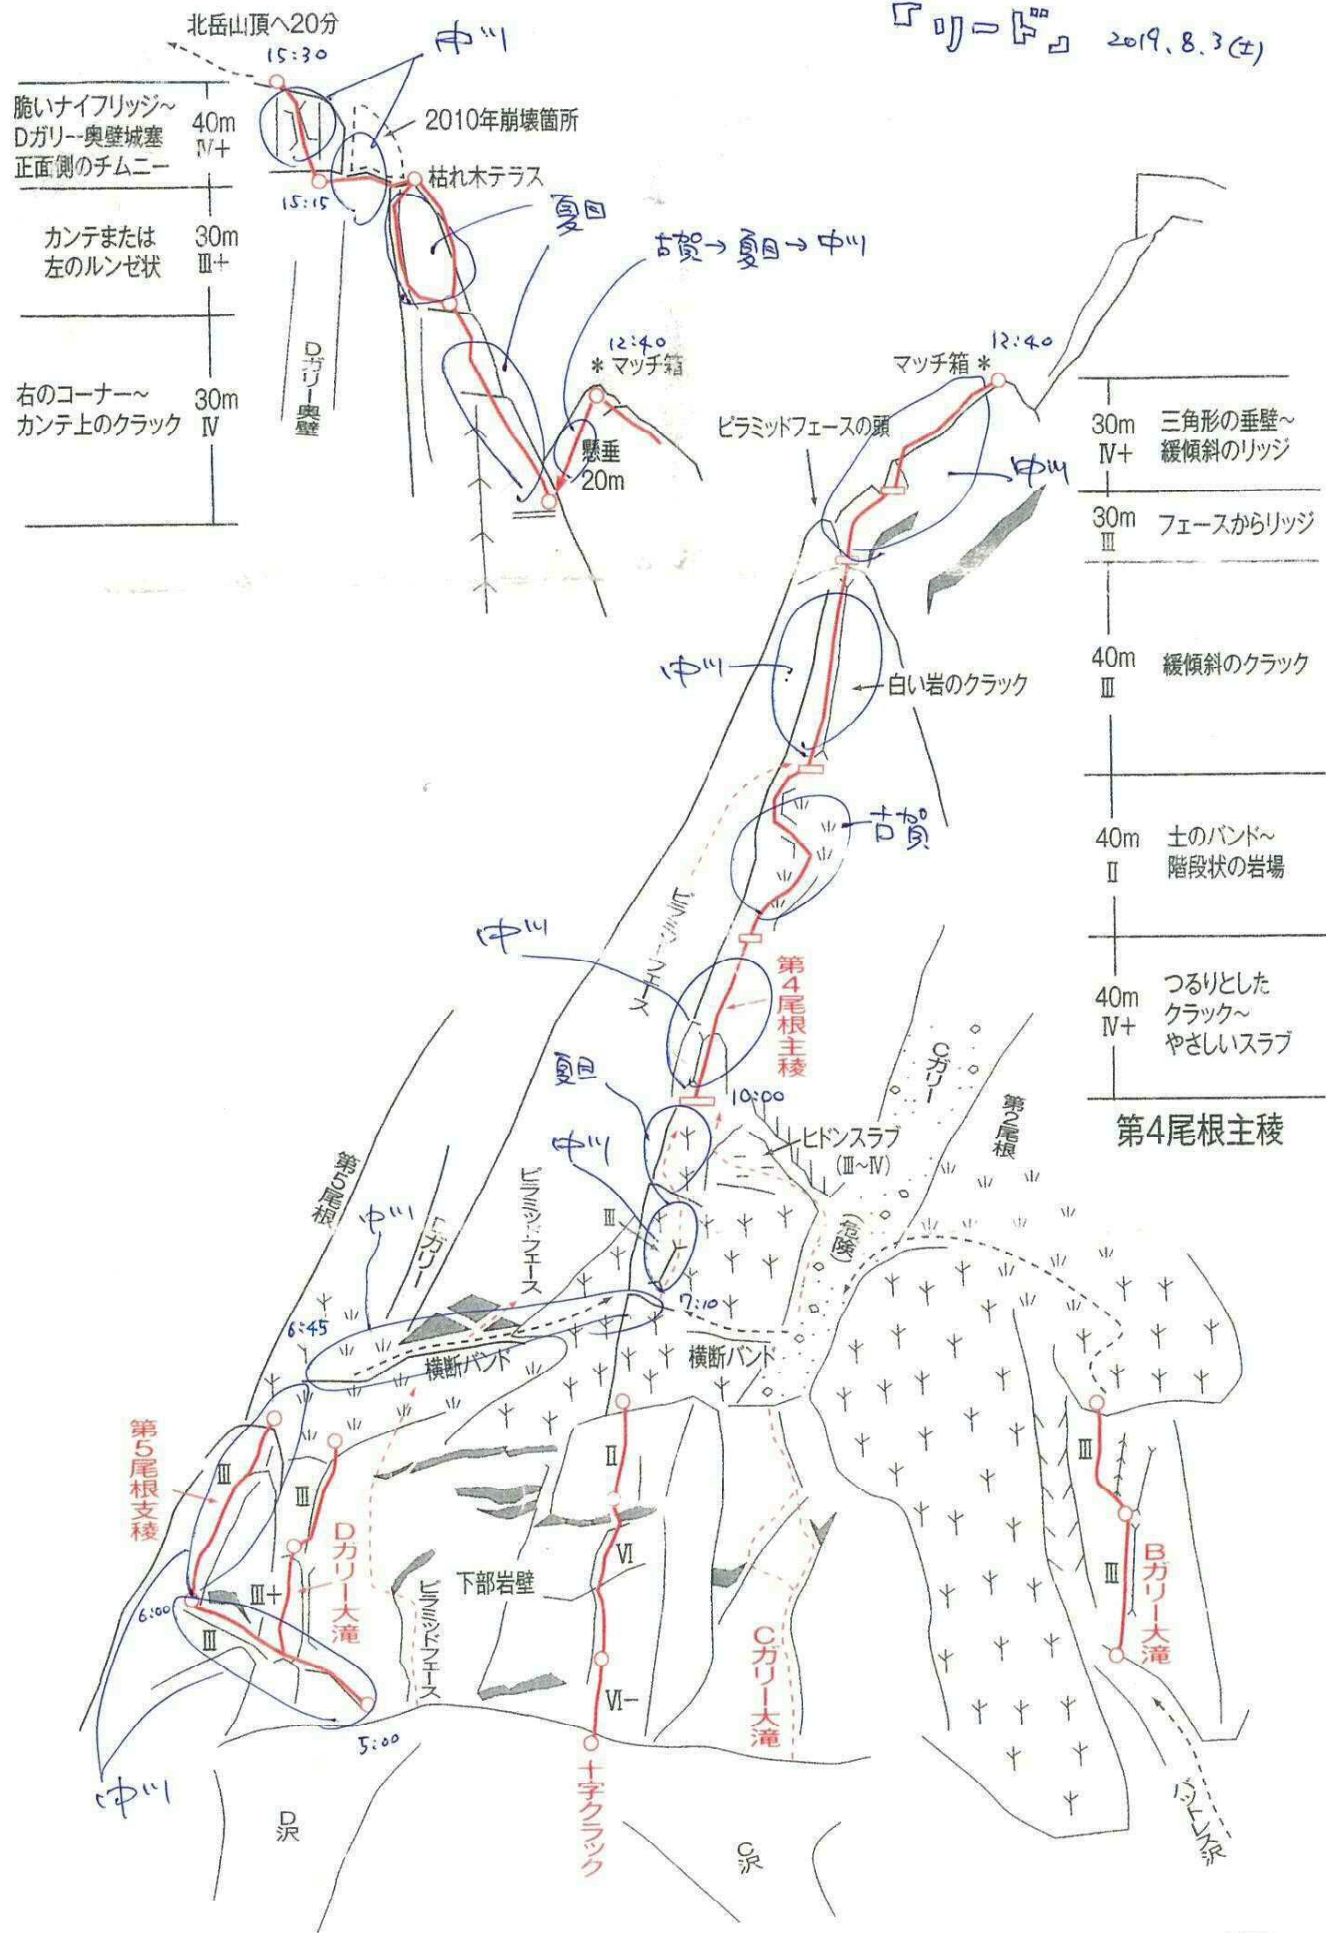 『リード』 2019.8.3(土)
北岳山頂へ20分
15:30
中川
脆いナイフリッジ~
Dガリー奥壁城塞
正面側のチムニー
40m
Ⅳ+
2010年崩壊箇所
枯れ木テラス
15:15
カンテまたは
左のルンゼ状
30m
Ⅲ+
夏目
古賀→夏目→中川
Dガリー奥壁
右のコーナー~
カンテ上のクラック
30m
Ⅳ
12:40
*マッチ箱
懸垂
20m
12:40
マッチ箱*
ピラミッドフェースの頭
中川
30m
Ⅳ+
三角形の垂壁~
緩傾斜のリッジ
30m
Ⅲ
フェースからリッジ
中川
白い岩のクラック
40m
Ⅲ
緩傾斜のクラック
古賀
40m
Ⅱ
土のバンド~
階段状の岩場
ピラミッドフェース
中川
第4尾根主稜
40m
Ⅳ+
つるりとした
クラック~
やさしいスラブ
第4尾根主稜
夏目
10:00
中川
ヒドンスラブ
(Ⅲ~Ⅳ)
Cガリー
第2尾根
(危険)
第5尾根
中川
ガリー
ピラミッドフェース
Ⅲ
6:45
7:10
横断バンド
横断バンド
第5尾根支稜
Ⅲ
Ⅲ
Dガリー大滝
Ⅲ+
6:00
Ⅲ
5:00
中川
ピラミッドフェース
下部岩壁
Ⅱ
Ⅵ
Ⅵ−
十字クラック
Cガリー大滝
Ⅲ
Ⅲ
Bガリー大滝
バットレス沢
D沢
C沢